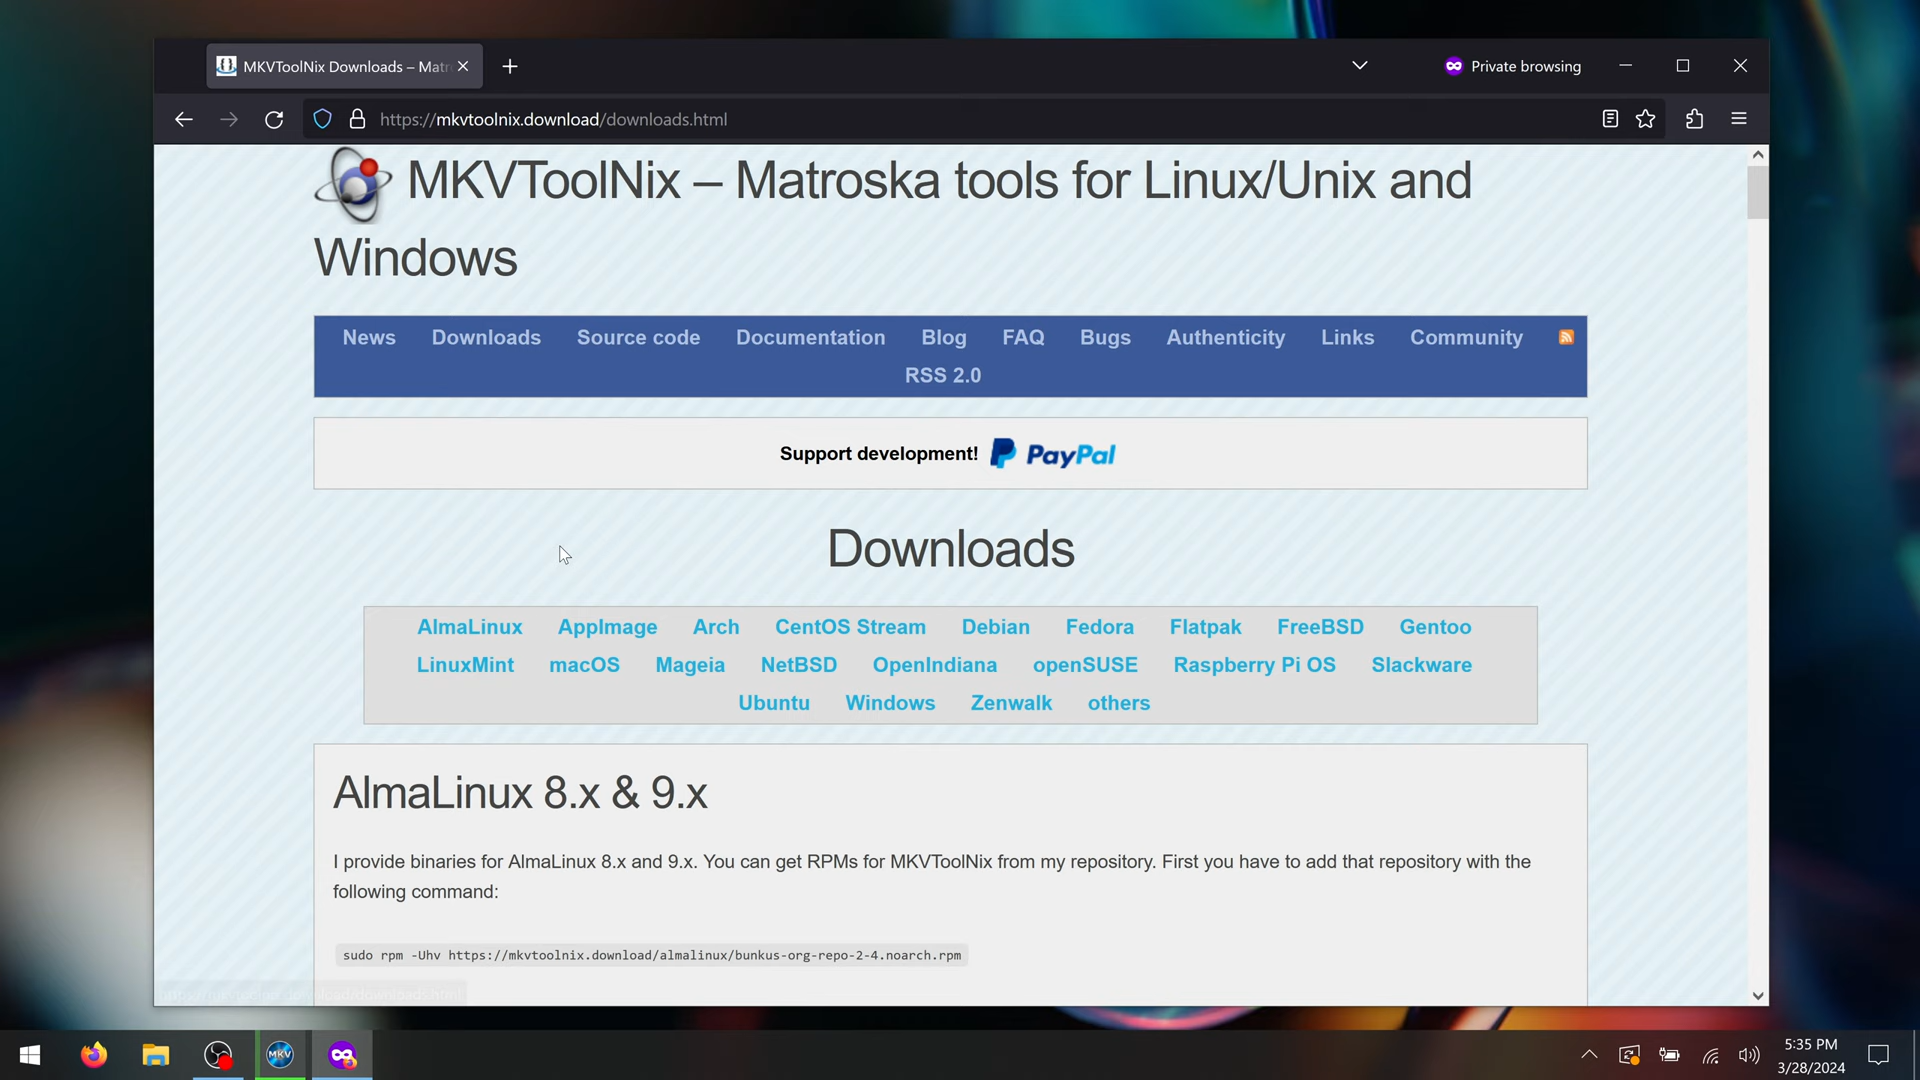 MKVToolNix Downloads – Matr
Private browsing
https://mkvtoolnix.download/downloads.html
MKVToolNix – Matroska tools for Linux/Unix and
Windows
News Downloads Source code Documentation Blog FAQ Bugs Authenticity Links Community
RSS 2.0
Support development! PayPal
Downloads
AlmaLinux AppImage Arch CentOS Stream Debian Fedora Flatpak FreeBSD Gentoo
LinuxMint macOS Mageia NetBSD OpenIndiana openSUSE Raspberry Pi OS Slackware
Ubuntu Windows Zenwalk others
AlmaLinux 8.x & 9.x
I provide binaries for AlmaLinux 8.x and 9.x. You can get RPMs for MKVToolNix from my repository. First you have to add that repository with the
following command:
sudo rpm -Uhv https://mkvtoolnix.download/almalinux/bunkus-org-repo-2-4.noarch.rpm
MKV
5:35 PM
3/28/2024